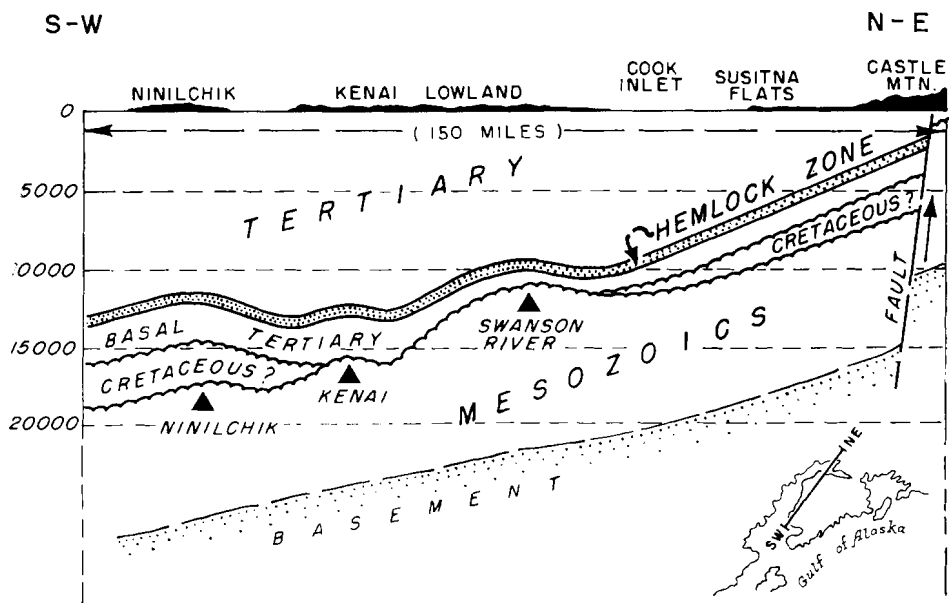 S-W
N-E
NINILCHIK
KENAI LOWLAND
COOK
INLET
SUSITNA
FLATS
CASTLE
MTN.
0
(150 MILES)
5000
TERTIARY
HEMLOCK ZONE
10000
CRETACEOUS?
BASAL TERTIARY
15000
SWANSON
RIVER
FAULT
CRETACEOUS?
KENAI
MESOZOICS
20000
NINILCHIK
BASEMENT
NE
SW
Gulf of Alaska